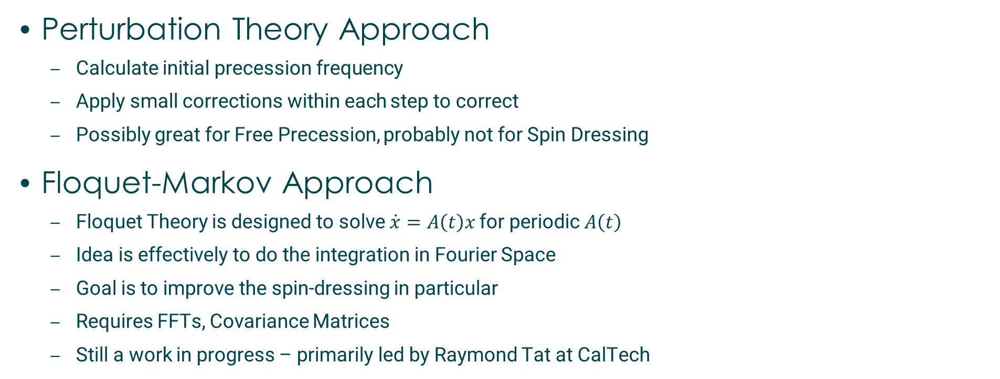 • Perturbation Theory Approach
– Calculate initial precession frequency
– Apply small corrections within each step to correct
– Possibly great for Free Precession, probably not for Spin Dressing
• Floquet-Markov Approach
– Floquet Theory is designed to solve ẋ = A(t)x for periodic A(t)
– Idea is effectively to do the integration in Fourier Space
– Goal is to improve the spin-dressing in particular
– Requires FFTs, Covariance Matrices
– Still a work in progress – primarily led by Raymond Tat at CalTech